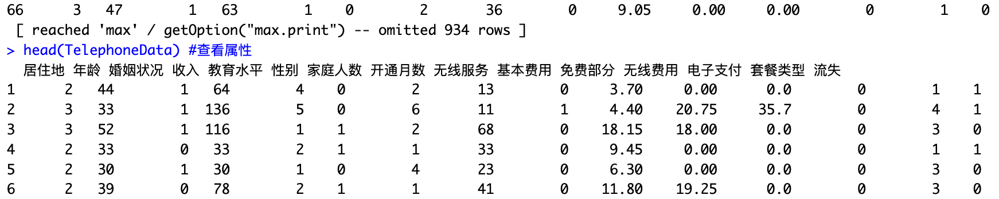 66 3 47 1 63 1 0 2 36 0 9.05 0.00 0.00 0 1 0
[ reached 'max' / getOption("max.print") -- omitted 934 rows ]
> head(TelephoneData) #查看属性
居住地 年龄 婚姻状况 收入 教育水平 性别 家庭人数 开通月数 无线服务 基本费用 免费部分 无线费用 电子支付 套餐类型 流失
1 2 44 1 64 4 0 2 13 0 3.70 0.00 0.0 0 1 1
2 3 33 1 136 5 0 6 11 1 4.40 20.75 35.7 0 4 1
3 3 52 1 116 1 1 2 68 0 18.15 18.00 0.0 0 3 0
4 2 33 0 33 2 1 1 33 0 9.45 0.00 0.0 0 1 1
5 2 30 1 30 1 0 4 23 0 6.30 0.00 0.0 0 3 0
6 2 39 0 78 2 1 1 41 0 11.80 19.25 0.0 0 3 0